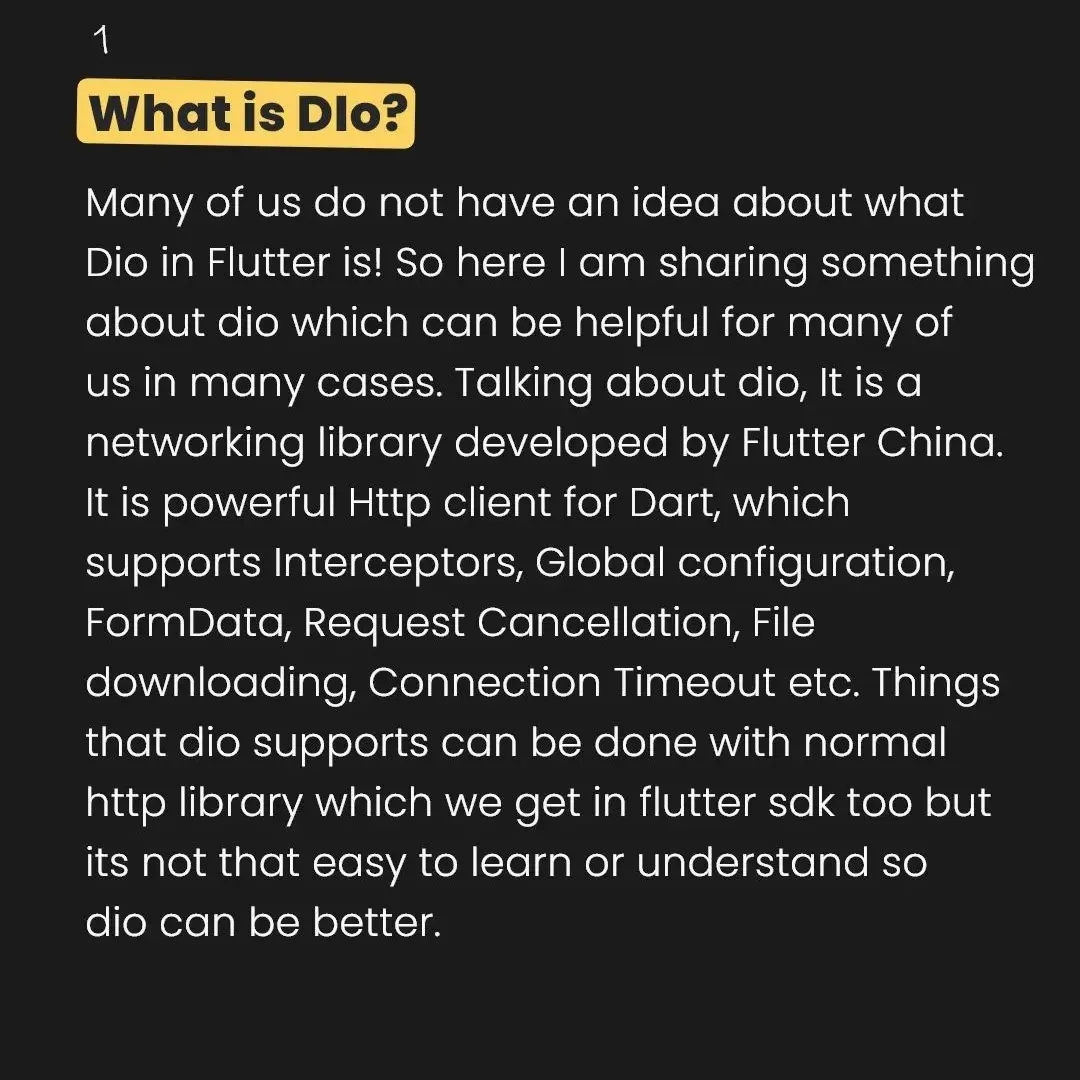 1
What is DIo?
Many of us do not have an idea about what
Dio in Flutter is! So here I am sharing something
about dio which can be helpful for many of
us in many cases. Talking about dio, It is a
networking library developed by Flutter China.
It is powerful Http client for Dart, which
supports Interceptors, Global configuration,
FormData, Request Cancellation, File
downloading, Connection Timeout etc. Things
that dio supports can be done with normal
http library which we get in flutter sdk too but
its not that easy to learn or understand so
dio can be better.